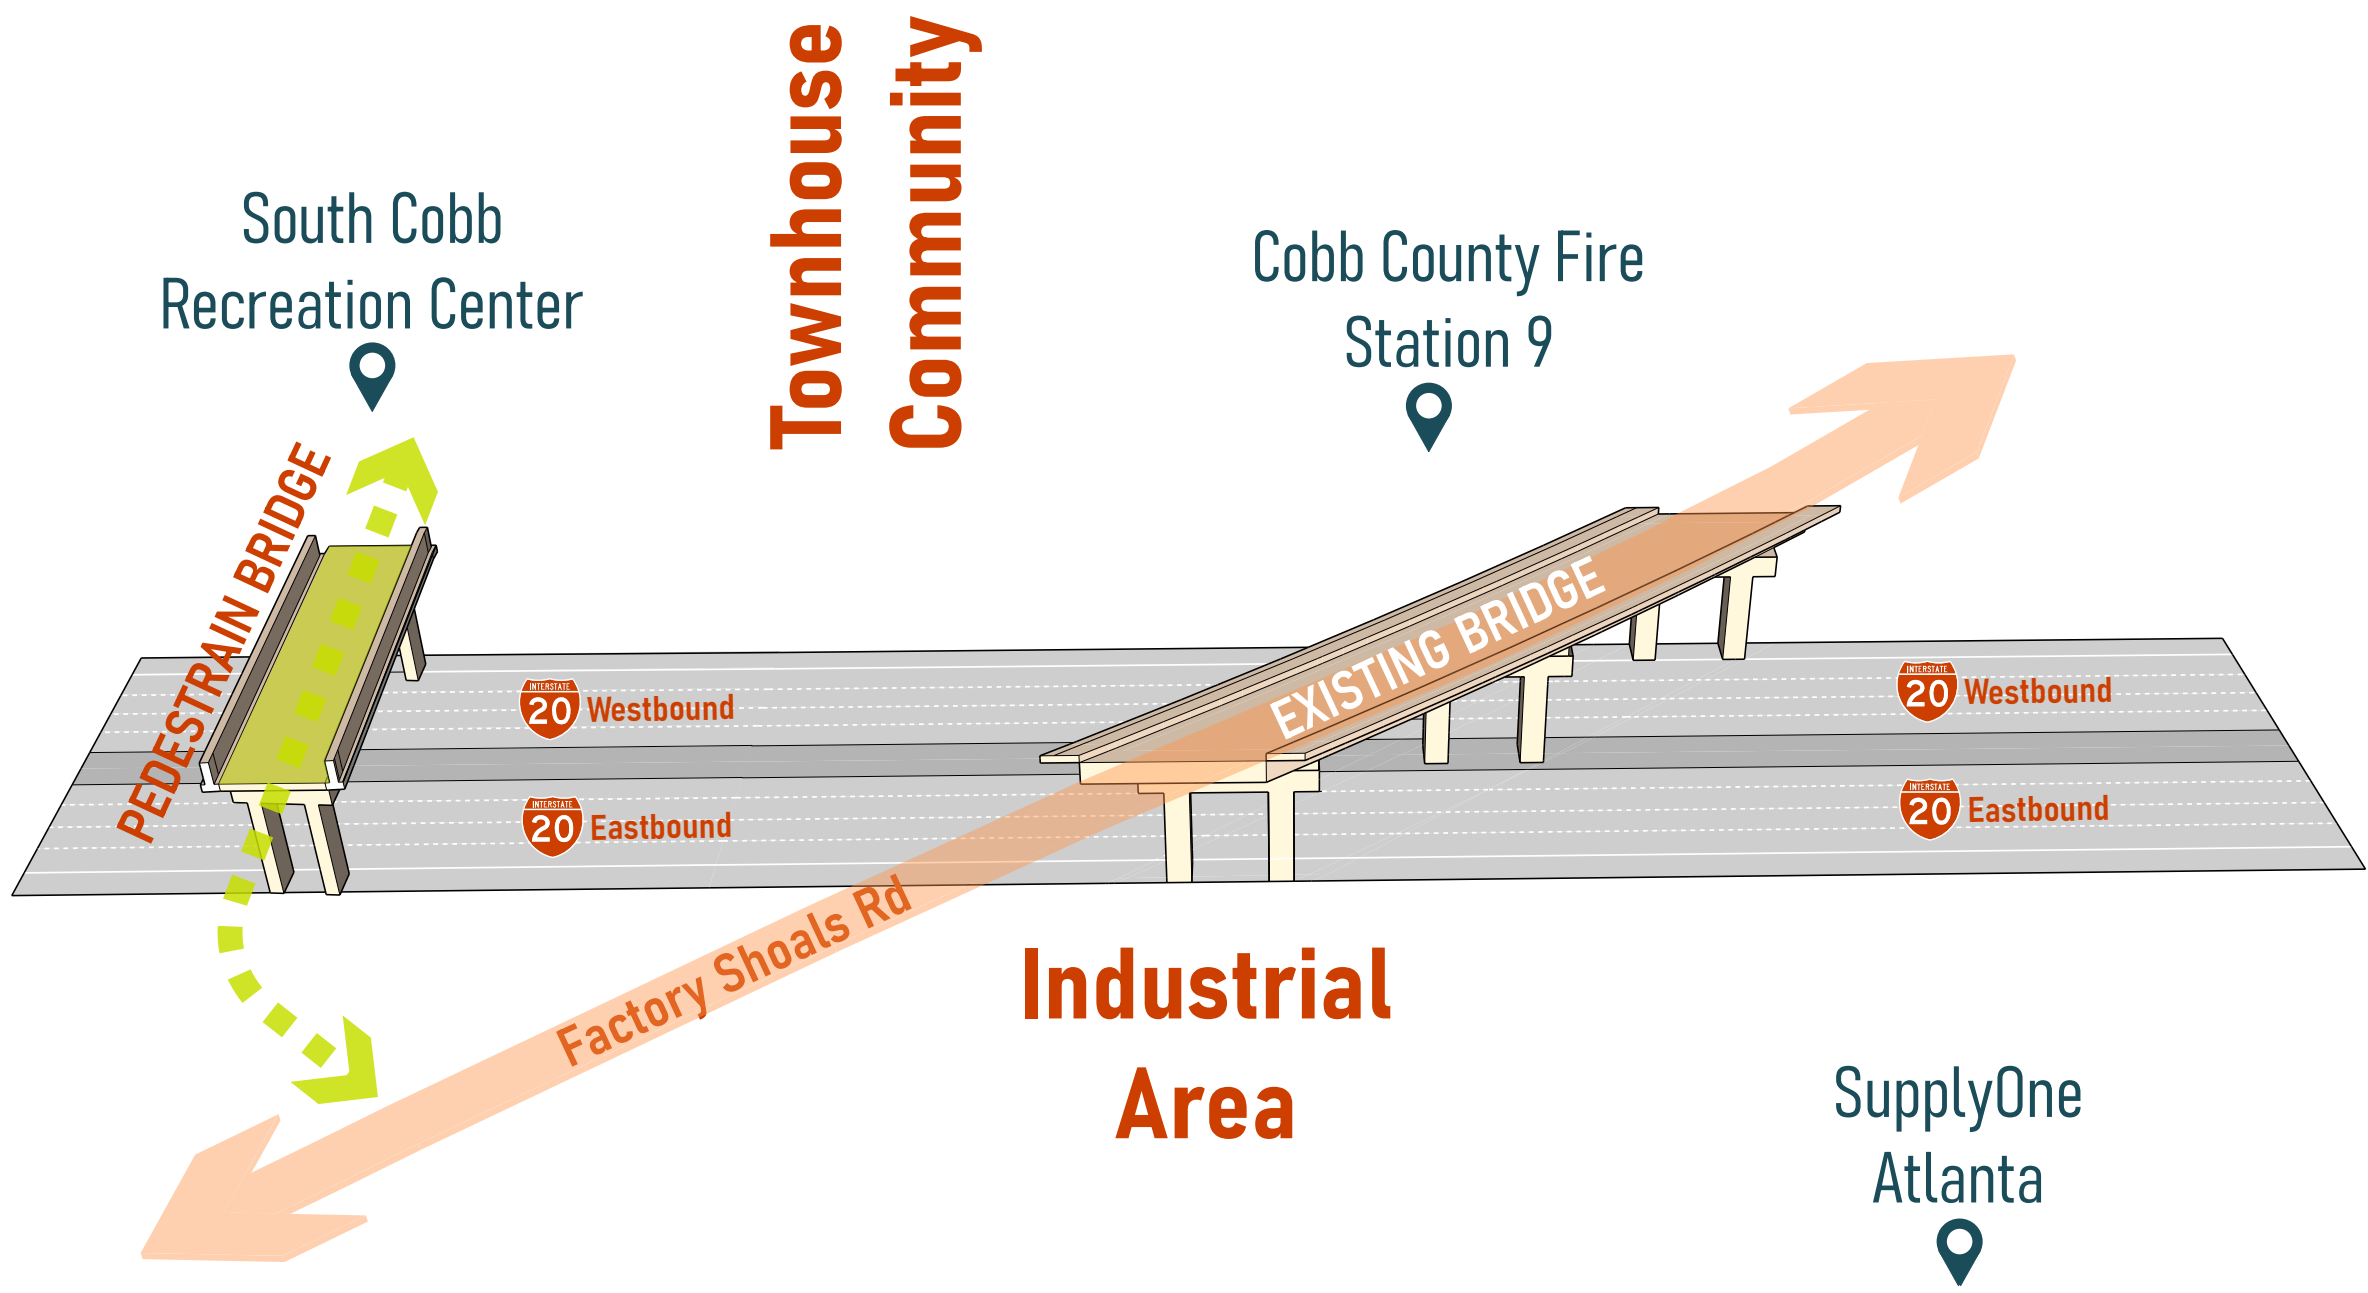 Townhouse
Community
South Cobb
Recreation Center
Cobb County Fire
Station 9
PEDESTRAIN BRIDGE
EXISTING BRIDGE
INTERSTATE
20 Westbound
INTERSTATE
20 Westbound
INTERSTATE
20 Eastbound
INTERSTATE
20 Eastbound
Factory Shoals Rd
Industrial
Area
SupplyOne
Atlanta